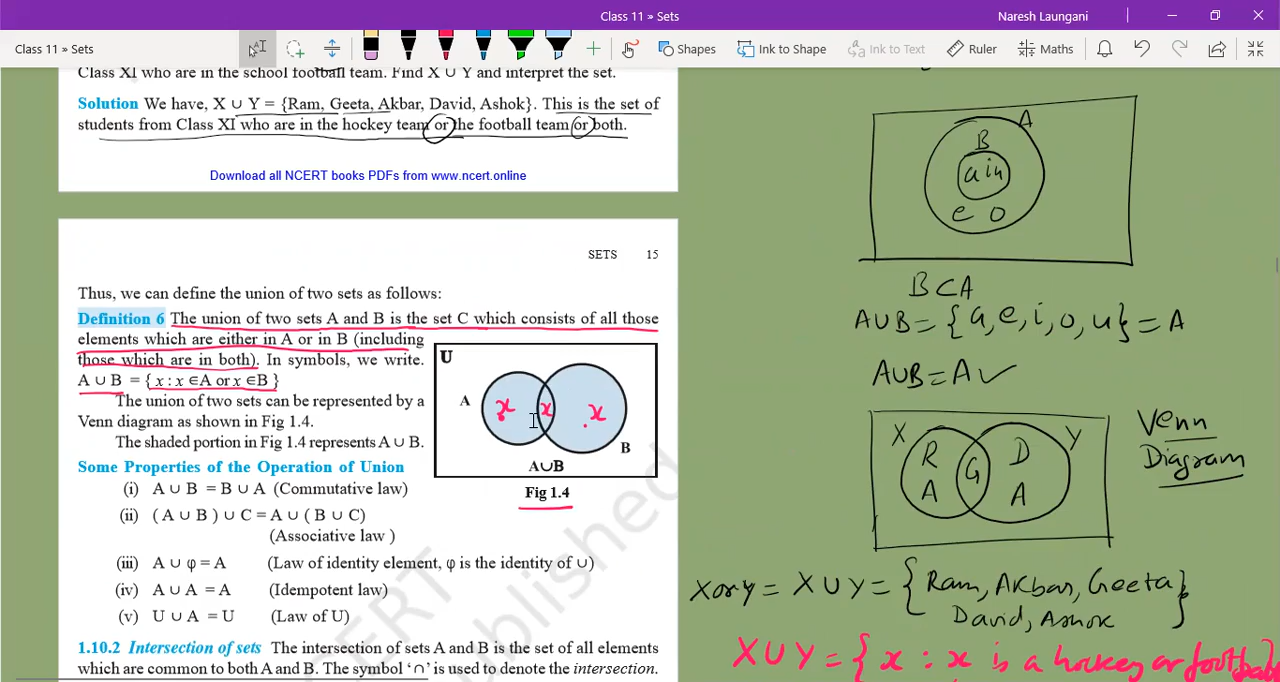 Class 11 » Sets
Naresh Laungani
Class 11 » Sets
Shapes
Ink to Shape
Ink to Text
Ruler
Maths
Class XI who are in the school football team. Find X ∪ Y and interpret the set.
Solution We have, X ∪ Y = {Ram, Geeta, Akbar, David, Ashok}. This is the set of
students from Class XI who are in the hockey team or the football team or both.
Download all NCERT books PDFs from www.ncert.online
SETS 15
Thus, we can define the union of two sets as follows:
Definition 6 The union of two sets A and B is the set C which consists of all those
elements which are either in A or in B (including
those which are in both). In symbols, we write.
A ∪ B = { x : x ∈A or x ∈B }
The union of two sets can be represented by a
Venn diagram as shown in Fig 1.4.
The shaded portion in Fig 1.4 represents A ∪ B.
U
A
x x x
B
A∪B
Fig 1.4
Some Properties of the Operation of Union
(i) A ∪ B = B ∪ A (Commutative law)
(ii) ( A ∪ B ) ∪ C = A ∪ ( B ∪ C)
(Associative law )
(iii) A ∪ φ = A (Law of identity element, φ is the identity of ∪)
(iv) A ∪ A = A (Idempotent law)
(v) U ∪ A = U (Law of U)
1.10.2 Intersection of sets The intersection of sets A and B is the set of all elements
which are common to both A and B. The symbol '∩' is used to denote the intersection.
A
B
a i u
e o
B⊂A
A∪B = {a, e, i, o, u} = A
A∪B = A ✓
X Y
R G D
A A
Venn
Diagram
X or Y = X ∪ Y = {Ram, Akbar, Geeta
David, Ashok}
X ∪ Y = { x : x is a hockey or football}